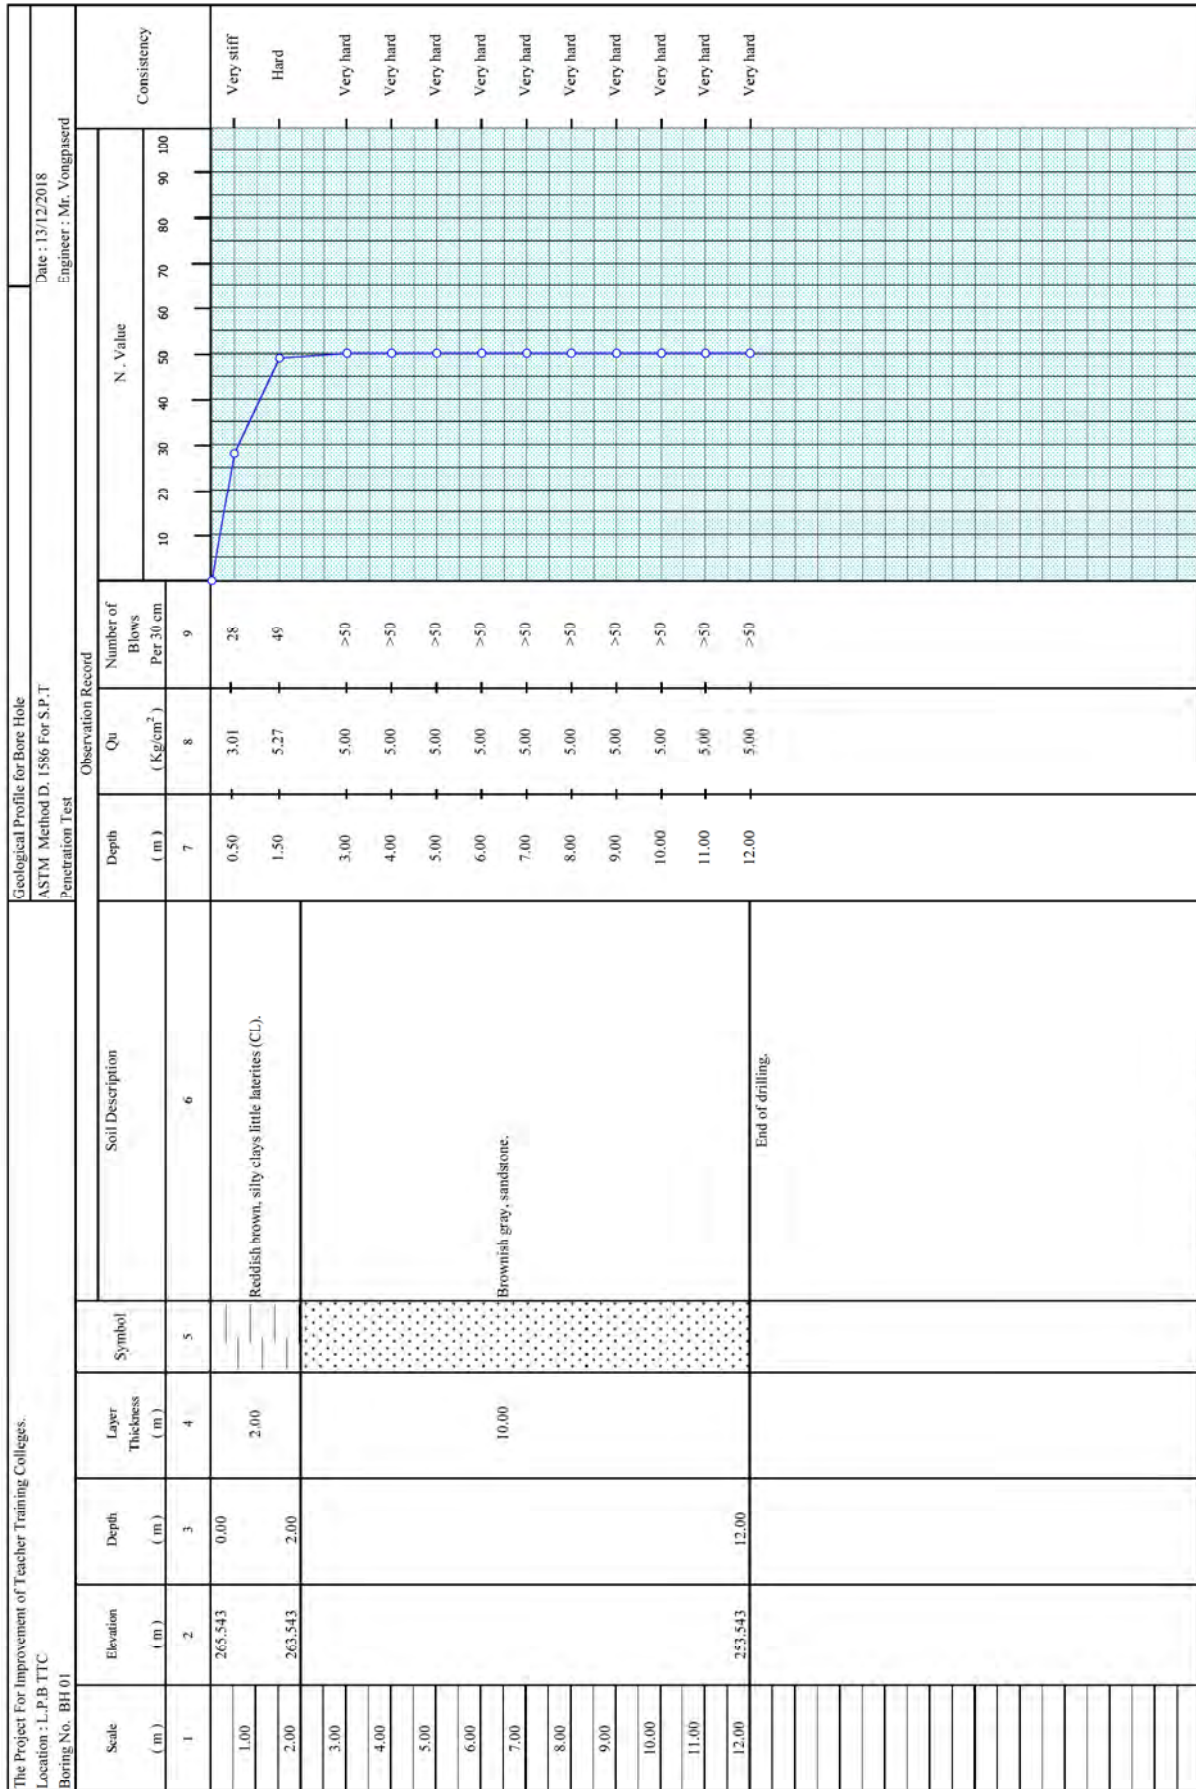 The Project For Improvement of Teacher Training Colleges.
Geological Profile for Bore Hole
Location : L.P.B TTC
ASTM Method D. 1586 For S.P.T
Date : 13/12/2018
Boring No. BH 01
Penetration Test
Engineer : Mr. Vongpaserd
Observation Record
Scale Elevation Depth Layer Thickness Symbol Soil Description Depth Qu Number of Blows N . Value Consistency
( m ) ( m ) ( m ) ( m ) ( m ) ( Kg/cm² ) Per 30 cm 10 20 30 40 50 60 70 80 90 100
1 2 3 4 5 6 7 8 9
265.543 0.00
0.50 3.01 28 Very stiff
1.00
2.00 Reddish brown, silty clays little laterites (CL).
1.50 5.27 49 Hard
2.00 263.543 2.00
3.00 3.00 5.00 >50 Very hard
4.00 4.00 5.00 >50 Very hard
5.00 5.00 5.00 >50 Very hard
6.00 6.00 5.00 >50 Very hard
10.00 Brownish gray, sandstone.
7.00 7.00 5.00 >50 Very hard
8.00 8.00 5.00 >50 Very hard
9.00 9.00 5.00 >50 Very hard
10.00 10.00 5.00 >50 Very hard
11.00 11.00 5.00 >50 Very hard
12.00 253.543 12.00 12.00 5.00 >50 Very hard
End of drilling.